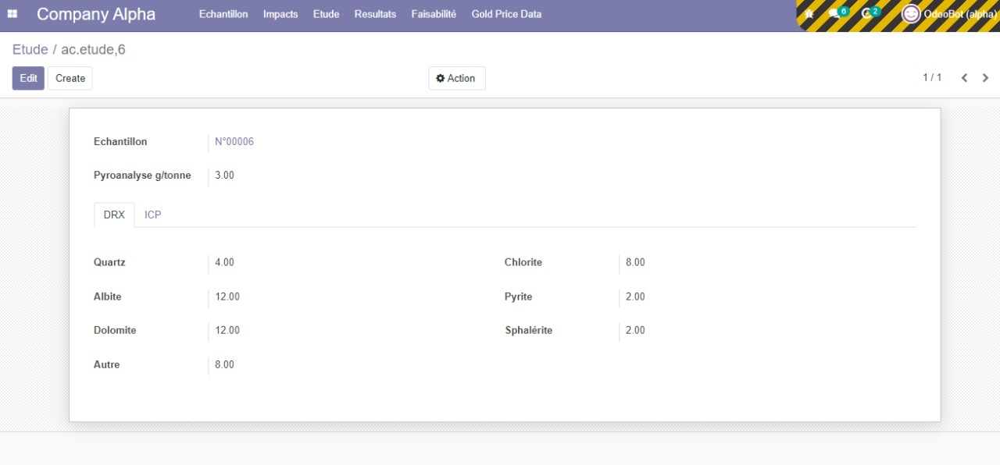 Company Alpha Echantillon Impacts Etude Resultats Faisabilité Gold Price Data 6 2 OdooBot (alpha)
Etude / ac.etude,6
Edit Create Action 1 / 1
Echantillon N°00006
Pyroanalyse g/tonne 3.00
DRX ICP
Quartz 4.00 Chlorite 8.00
Albite 12.00 Pyrite 2.00
Dolomite 12.00 Sphalérite 2.00
Autre 8.00